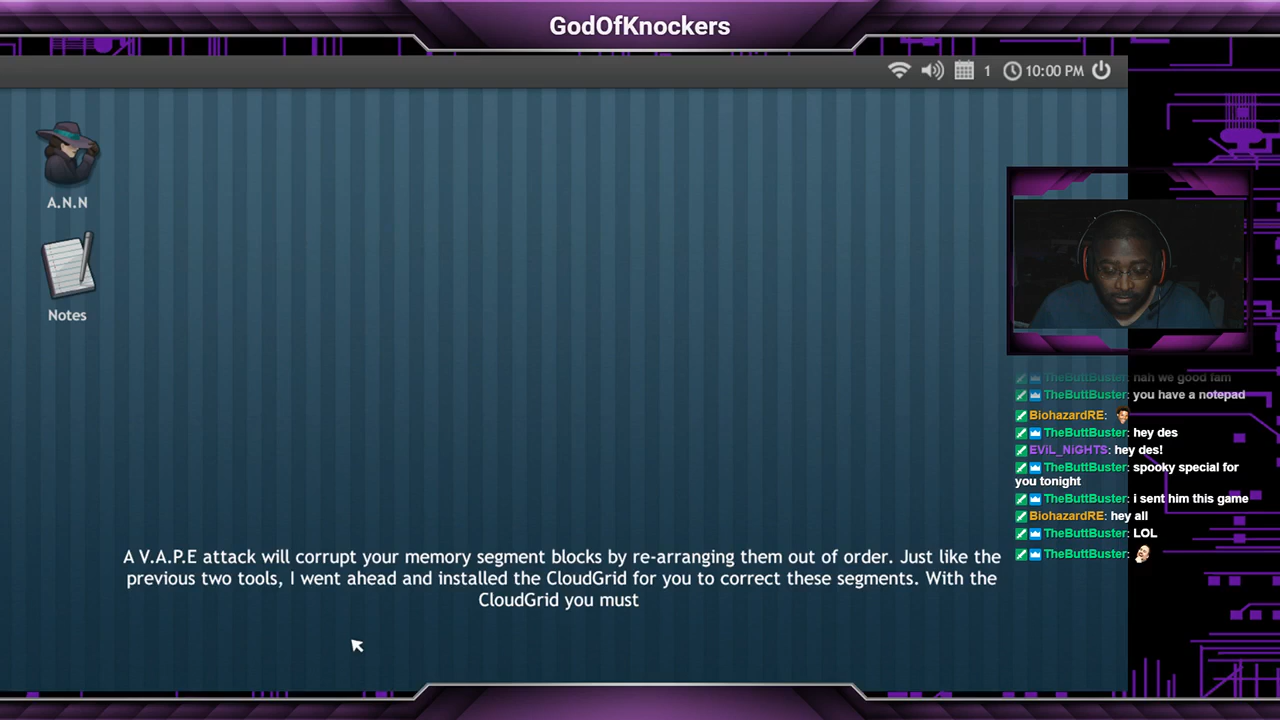 GodOfKnockers
1 10:00 PM
A.N.N
Notes
TheButtBuster: nah we good fam
TheButtBuster: you have a notepad
BiohazardRE:
TheButtBuster: hey des
EViL_NiGHTS: hey des!
TheButtBuster: spooky special for
you tonight
TheButtBuster: i sent him this game
BiohazardRE: hey all
TheButtBuster: LOL
TheButtBuster:
A V.A.P.E attack will corrupt your memory segment blocks by re-arranging them out of order. Just like the
previous two tools, I went ahead and installed the CloudGrid for you to correct these segments. With the
CloudGrid you must